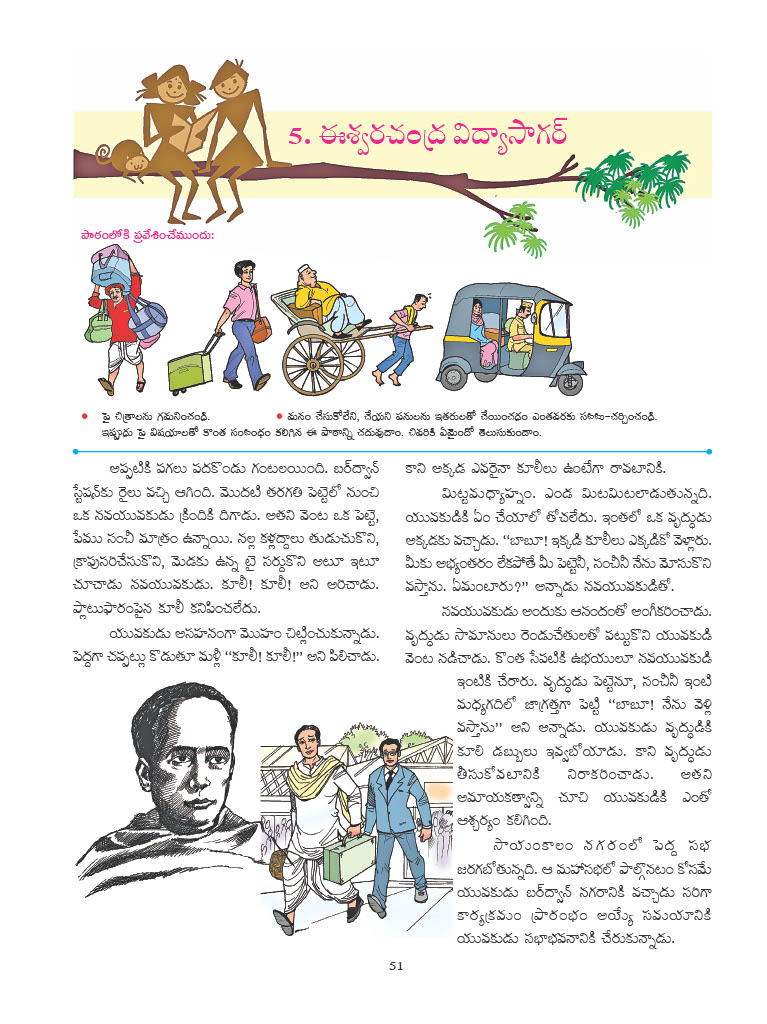 5. ఈశ్వరచంద్ర విద్యాసాగర్
పాఠంలోకి ప్రవేశించేముందు:
● పై చిత్రాలను గ్రమనించండి.
● మనం చేసుకోలేని, చేయని పనులను ఇతరులతో చేయించడం ఎంతవరకు సబబు-చర్చించండి.
ఇప్పుడు పై విషయాలతో కొంత సంబంధం కలిగిన ఈ పాఠాన్ని చదువుదాం. చివరికి ఏమైందో తెలుసుకుందాం.
అప్పటికి పగలు పదకొండు గంటలయింది. బర్‌ద్వాన్
స్టేషన్‌కు రైలు వచ్చి ఆగింది. మొదటి తరగతి పెట్టెలో నుంచి
ఒక నవయువకుడు క్రిందికి దిగాడు. అతని వెంట ఒక పెట్టె,
పేము సంచీ మాత్రం ఉన్నాయి. నల్ల కళ్లద్దాలు తుడుచుకొని,
క్రాపుసరిచేసుకొని, మెడకు ఉన్న టై సర్దుకొని అటూ ఇటూ
చూచాడు నవయువకుడు. కూలీ! కూలీ! అని అరిచాడు.
ప్లాటుఫారంపైన కూలీ కనిపించలేదు.
యువకుడు అసహనంగా మొహం చిట్లించుకున్నాడు.
పెద్దగా చప్పట్లు కొడుతూ మళ్లీ “కూలీ! కూలీ!” అని పిలిచాడు.
కాని అక్కడ ఎవరైనా కూలీలు ఉంటేగా రావటానికి.
మిట్టమధ్యాహ్నం. ఎండ మిటమిటలాడుతున్నది.
యువకుడికి ఏం చేయాలో తోచలేదు. ఇంతలో ఒక వృద్ధుడు
అక్కడకు వచ్చాడు. “బాబూ! ఇక్కడి కూలీలు ఎక్కడికో వెళ్లారు.
మీకు అభ్యంతరం లేకపోతే మీ పెట్టెనీ, సంచీనీ నేను మోసుకొని
వస్తాను. ఏమంటారు?” అన్నాడు నవయువకుడితో.
నవయువకుడు అందుకు ఆనందంతో అంగీకరించాడు.
వృద్ధుడు సామానులు రెండుచేతులతో పట్టుకొని యువకుడి
వెంట నడిచాడు. కొంత సేపటికి ఉభయులూ నవయువకుడి
ఇంటికి చేరారు. వృద్ధుడు పెట్టెనూ, సంచీనీ ఇంటి
మధ్యగదిలో జాగ్రత్తగా పెట్టి “బాబూ! నేను వెళ్లి
వస్తాను” అని అన్నాడు. యువకుడు వృద్ధుడికి
కూలి డబ్బులు ఇవ్వబోయాడు. కాని వృద్ధుడు
తీసుకోవటానికి నిరాకరించాడు. అతని
అమాయకత్వాన్ని చూచి యువకుడికి ఎంతో
ఆశ్చర్యం కలిగింది.
సాయంకాలం నగరంలో పెద్ద సభ
జరగబోతున్నది. ఆ మహాసభలో పాల్గొనటం కోసమే
యువకుడు బర్‌ద్వాన్ నగరానికి వచ్చాడు సరిగా
కార్యక్రమం ప్రారంభం అయ్యే సమయానికి
యువకుడు సభాభవనానికి చేరుకున్నాడు.
51